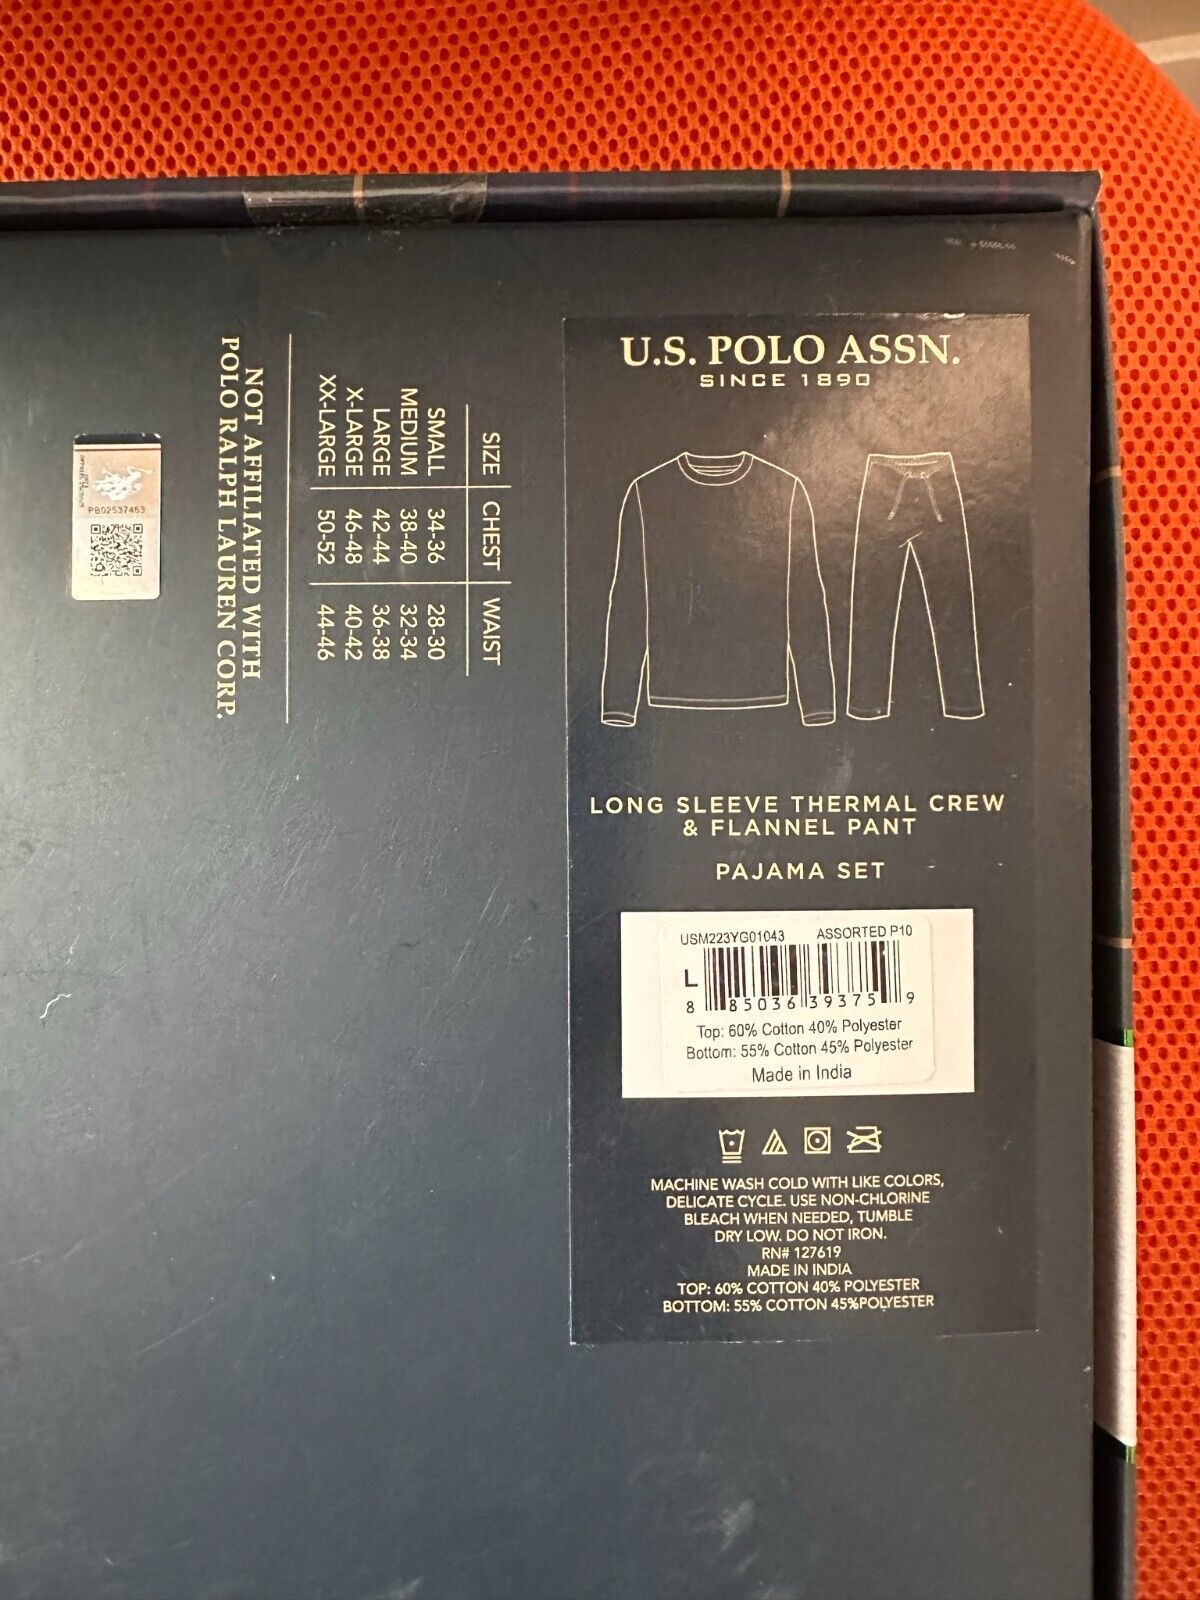 U.S. POLO ASSN.
SINCE 1890
LONG SLEEVE THERMAL CREW
& FLANNEL PANT
PAJAMA SET
USM223YG01043 ASSORTED P10
L
8 85036 39375 9
Top: 60% Cotton 40% Polyester
Bottom: 55% Cotton 45% Polyester
Made in India
MACHINE WASH COLD WITH LIKE COLORS,
DELICATE CYCLE. USE NON-CHLORINE
BLEACH WHEN NEEDED, TUMBLE
DRY LOW. DO NOT IRON.
RN# 127619
MADE IN INDIA
TOP: 60% COTTON 40% POLYESTER
BOTTOM: 55% COTTON 45%POLYESTER
SIZE CHEST WAIST
SMALL 34-36 28-30
MEDIUM 38-40 32-34
LARGE 42-44 36-38
X-LARGE 46-48 40-42
XX-LARGE 50-52 44-46
NOT AFFILIATED WITH
POLO RALPH LAUREN CORP.
PB02537453